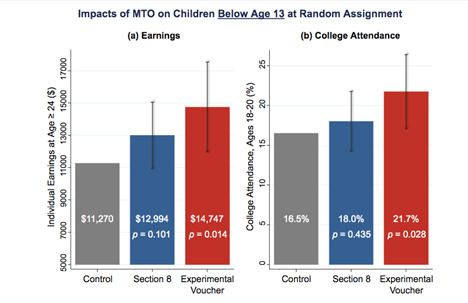 Impacts of MTO on Children Below Age 13 at Random Assignment
(a) Earnings
Individual Earnings at Age ≥ 24 ($)
17000
15000
13000
11000
9000
7000
5000
$11,270
$12,994
p = 0.101
$14,747
p = 0.014
Control
Section 8
Experimental
Voucher
(b) College Attendance
College Attendance, Ages 18-20 (%)
25
20
15
10
5
0
16.5%
18.0%
p = 0.435
21.7%
p = 0.028
Control
Section 8
Experimental
Voucher